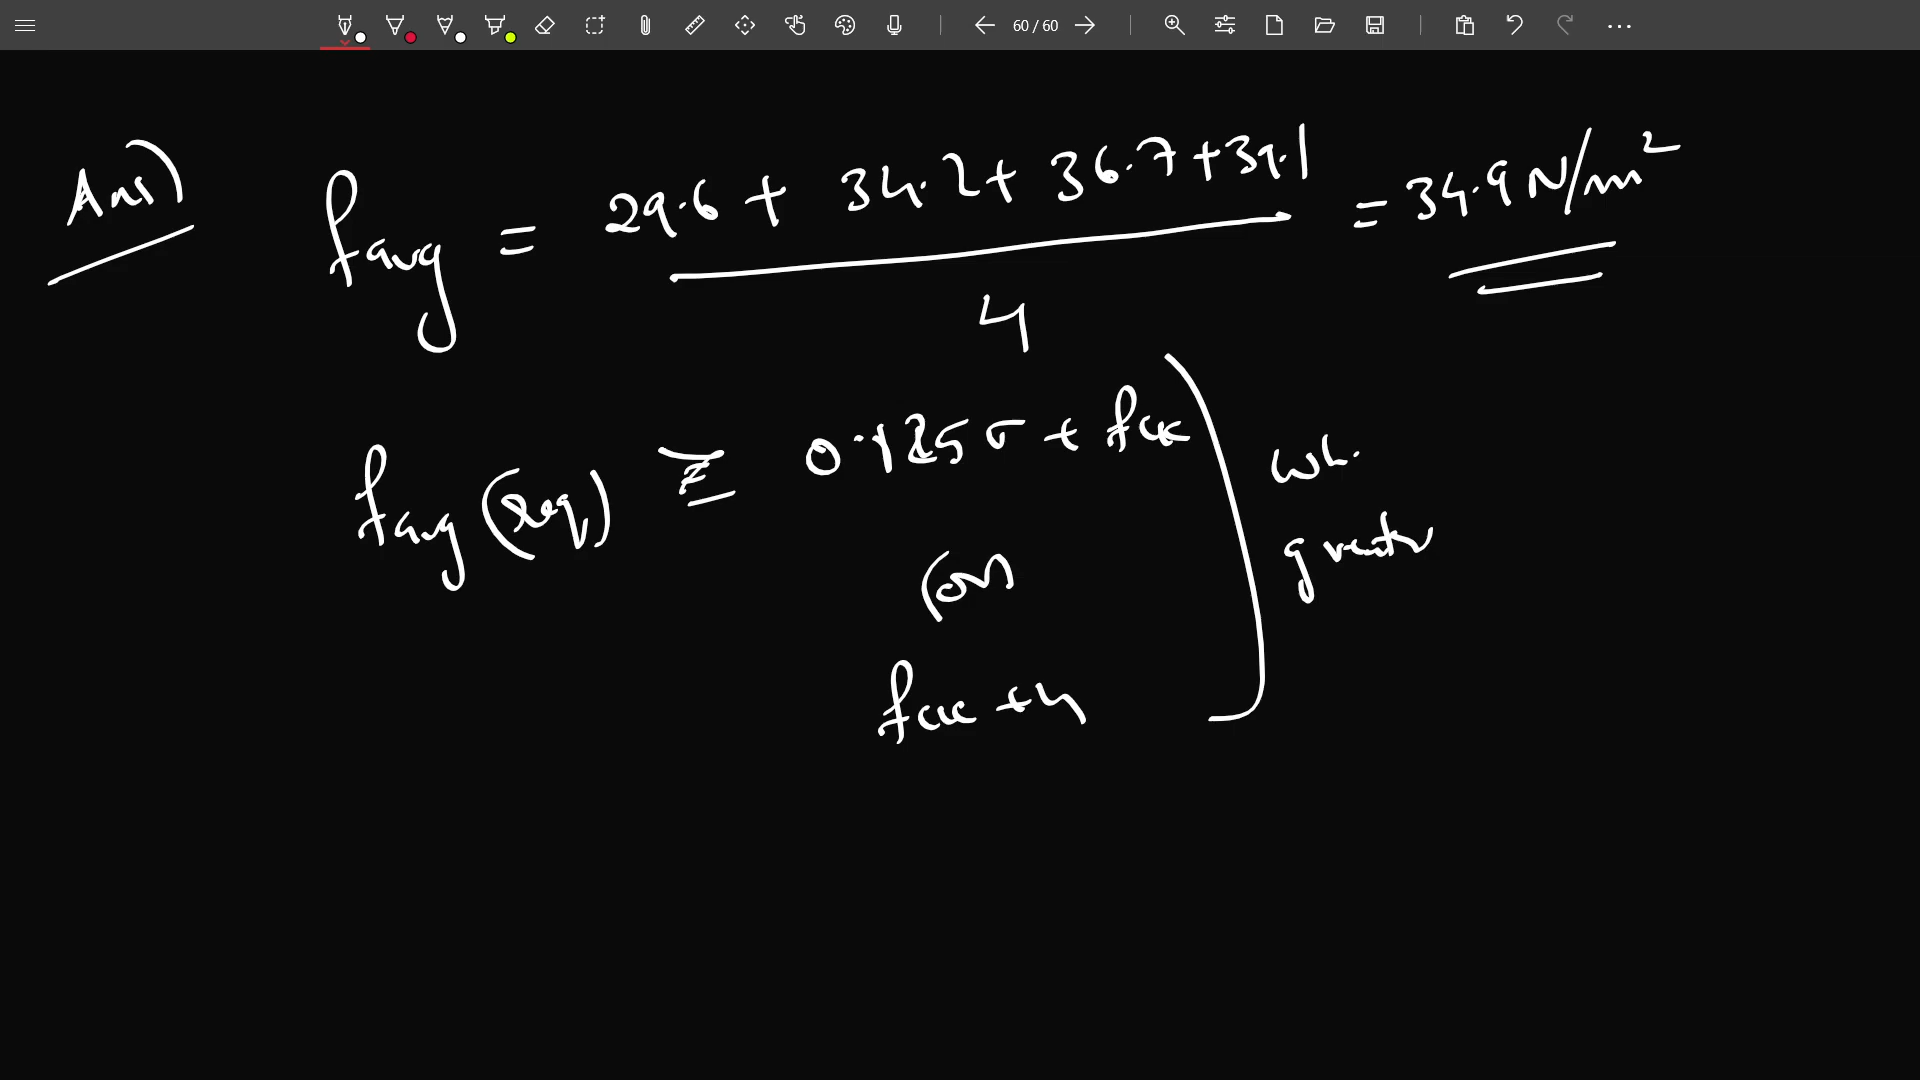 60 / 60
Ans) favg = 29.6 + 34.2 + 36.7 + 39.1 / 4 = 34.9 N/m²
favg (req) ≥ 0.825 σ + fck
(or)
fck + 4
wh.
greater